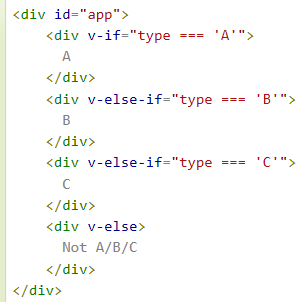 <div id="app">
    <div v-if="type === 'A'">
      A
    </div>
    <div v-else-if="type === 'B'">
      B
    </div>
    <div v-else-if="type === 'C'">
      C
    </div>
    <div v-else>
      Not A/B/C
    </div>
</div>